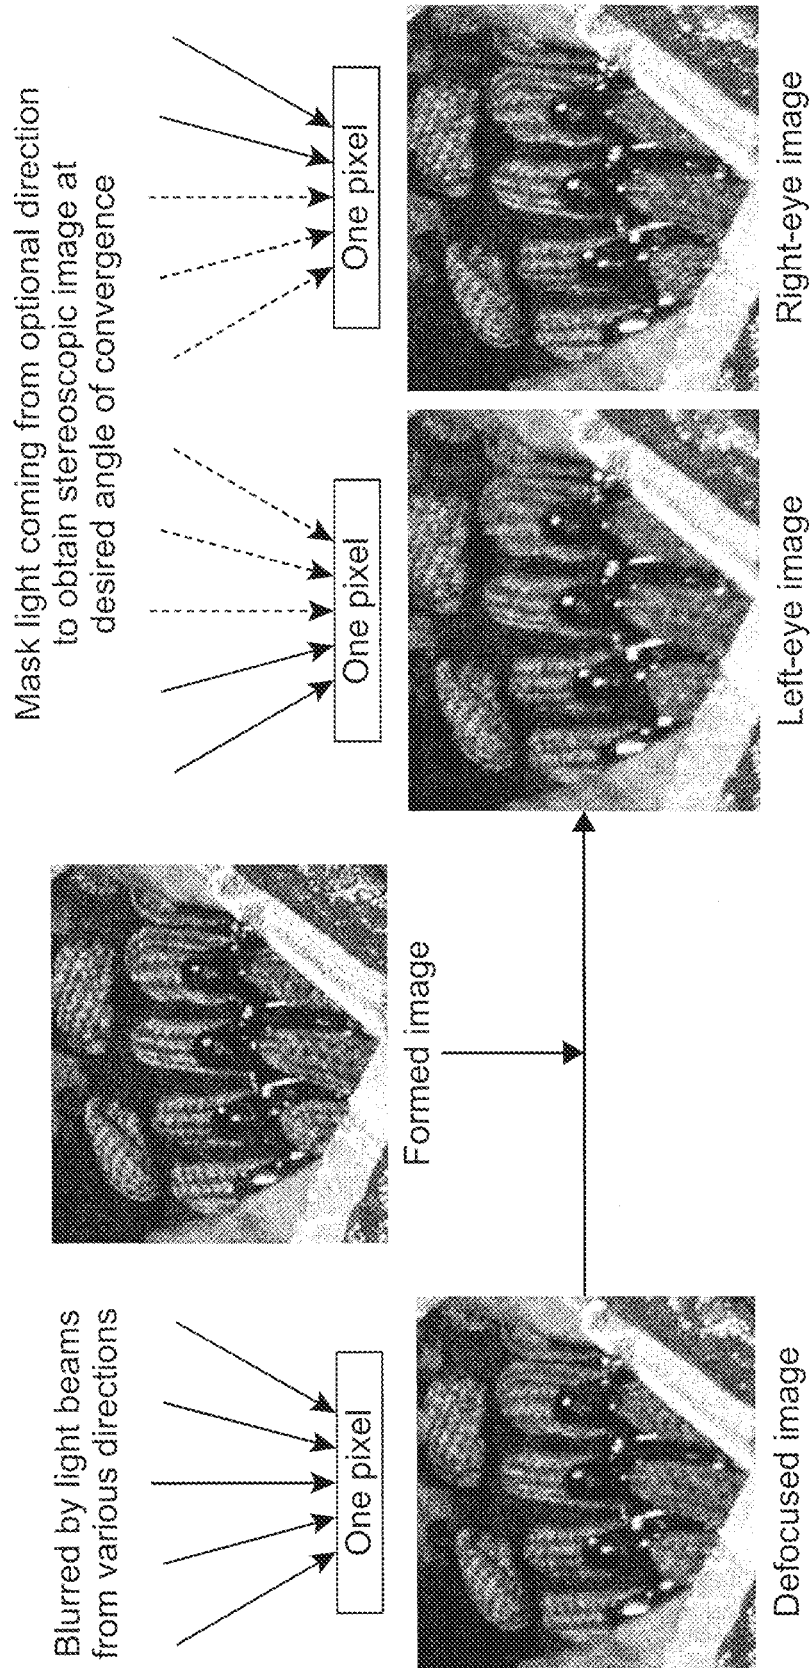 Blurred by light beams
from various directions
One pixel
Defocused image
Formed image
Mask light coming from optional direction
to obtain stereoscopic image at
desired angle of convergence
One pixel
One pixel
Left-eye image
Right-eye image